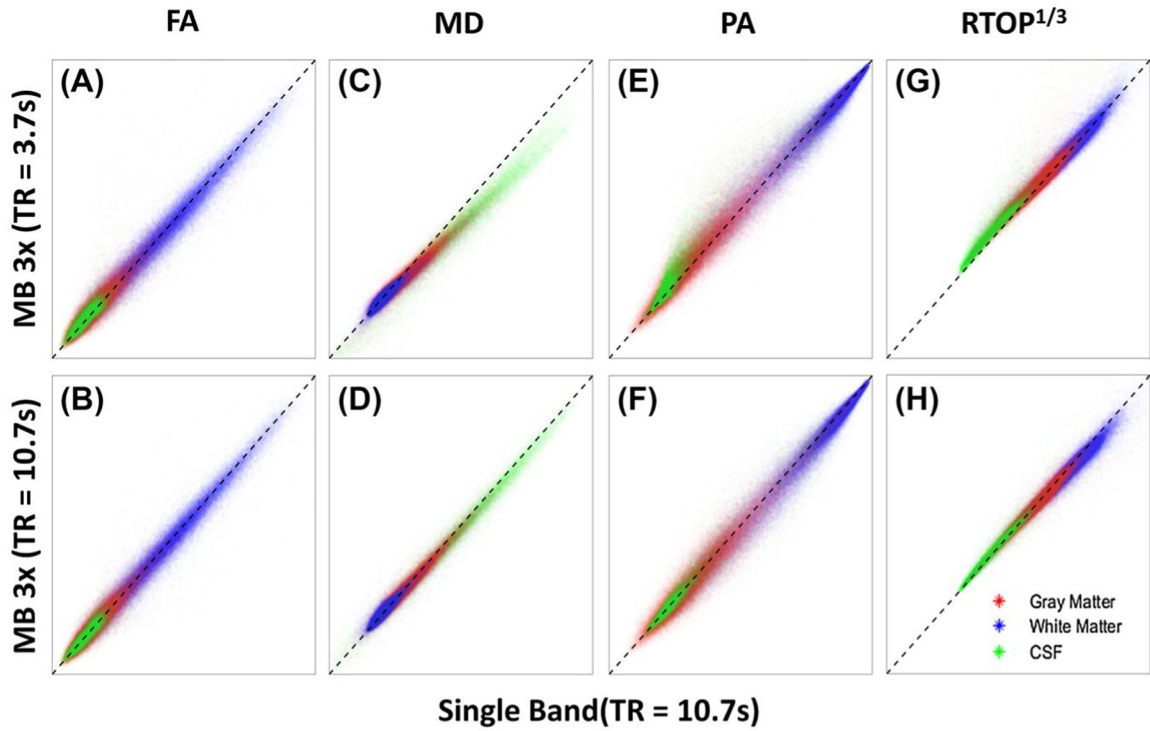 FA
MD
PA
RTOP1/3
MB 3x (TR = 3.7s)
(A)
(C)
(E)
(G)
MB 3x (TR = 10.7s)
(B)
(D)
(F)
(H)
Gray Matter
White Matter
CSF
Single Band(TR = 10.7s)